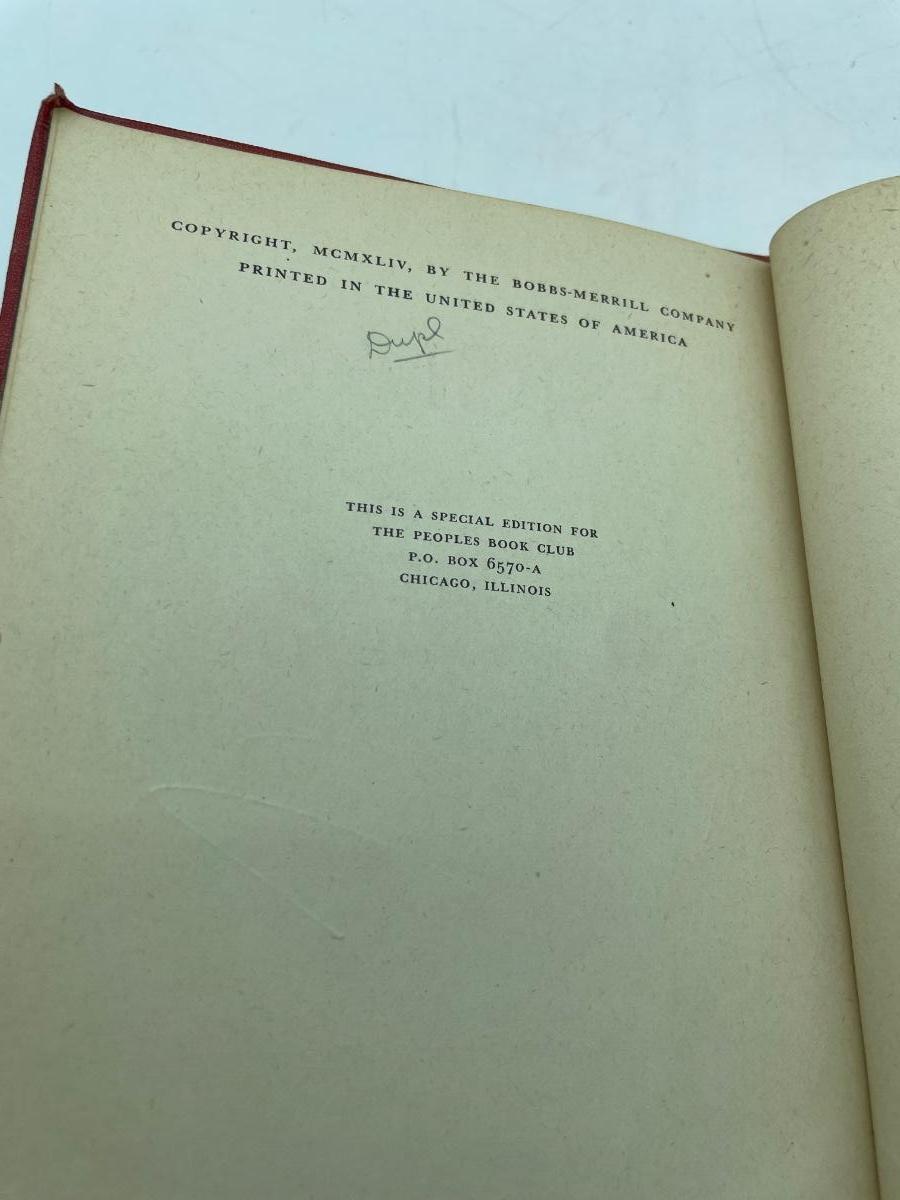 COPYRIGHT, MCMXLIV, BY THE BOBBS-MERRILL COMPANY
PRINTED IN THE UNITED STATES OF AMERICA
Dupl
THIS IS A SPECIAL EDITION FOR
THE PEOPLES BOOK CLUB
P.O. BOX 6570-A
CHICAGO, ILLINOIS